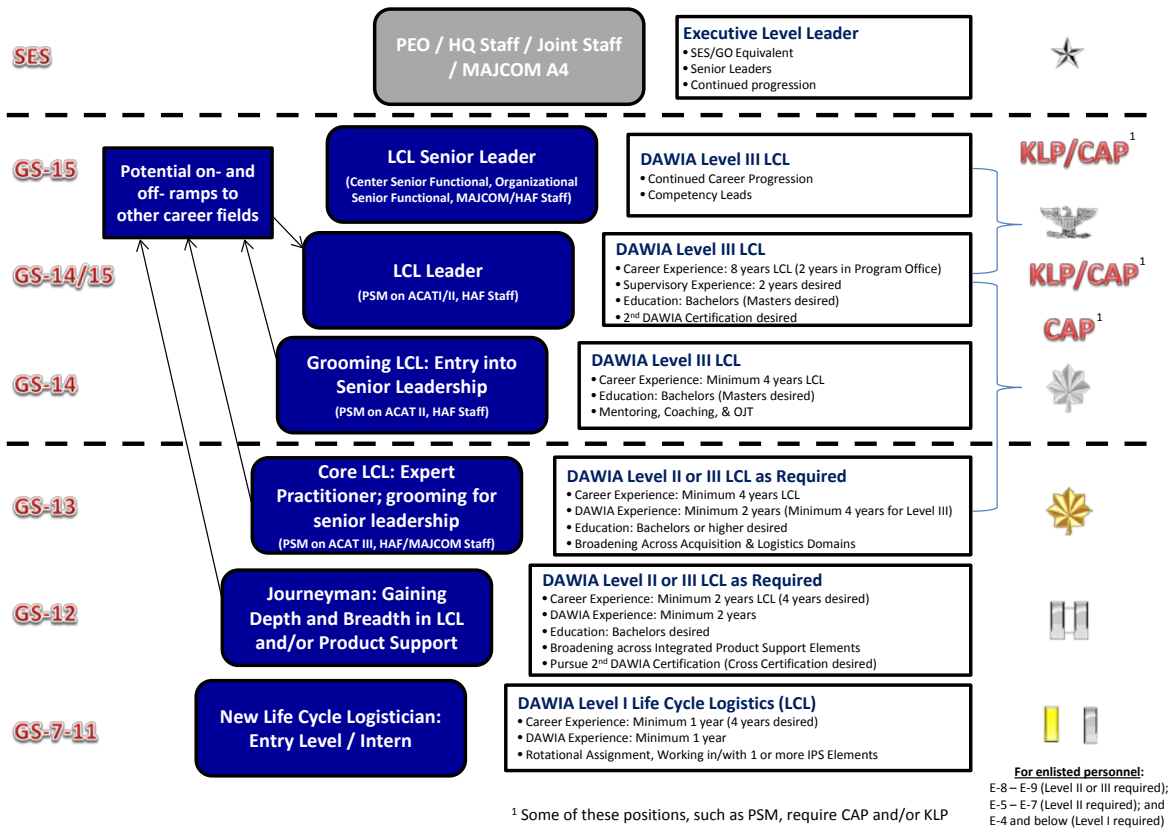 SES
PEO / HQ Staff / Joint Staff
/ MAJCOM A4
Executive Level Leader
• SES/GO Equivalent
• Senior Leaders
• Continued progression
GS-15
Potential on- and
off- ramps to
other career fields
LCL Senior Leader
(Center Senior Functional, Organizational
Senior Functional, MAJCOM/HAF Staff)
DAWIA Level III LCL
• Continued Career Progression
• Competency Leads
KLP/CAP1
GS-14/15
LCL Leader
(PSM on ACATI/II, HAF Staff)
DAWIA Level III LCL
• Career Experience: 8 years LCL (2 years in Program Office)
• Supervisory Experience: 2 years desired
• Education: Bachelors (Masters desired)
• 2nd DAWIA Certification desired
KLP/CAP1
CAP1
GS-14
Grooming LCL: Entry into
Senior Leadership
(PSM on ACAT II, HAF Staff)
DAWIA Level III LCL
• Career Experience: Minimum 4 years LCL
• Education: Bachelors (Masters desired)
• Mentoring, Coaching, & OJT
GS-13
Core LCL: Expert
Practitioner; grooming for
senior leadership
(PSM on ACAT III, HAF/MAJCOM Staff)
DAWIA Level II or III LCL as Required
• Career Experience: Minimum 4 years LCL
• DAWIA Experience: Minimum 2 years (Minimum 4 years for Level III)
• Education: Bachelors or higher desired
• Broadening Across Acquisition & Logistics Domains
GS-12
Journeyman: Gaining
Depth and Breadth in LCL
and/or Product Support
DAWIA Level II or III LCL as Required
• Career Experience: Minimum 2 years LCL (4 years desired)
• DAWIA Experience: Minimum 2 years
• Education: Bachelors desired
• Broadening across Integrated Product Support Elements
• Pursue 2nd DAWIA Certification (Cross Certification desired)
GS-7-11
New Life Cycle Logistician:
Entry Level / Intern
DAWIA Level I Life Cycle Logistics (LCL)
• Career Experience: Minimum 1 year (4 years desired)
• DAWIA Experience: Minimum 1 year
• Rotational Assignment, Working in/with 1 or more IPS Elements
For enlisted personnel:
E-8 – E-9 (Level II or III required);
E-5 – E-7 (Level II required); and
E-4 and below (Level I required)
1 Some of these positions, such as PSM, require CAP and/or KLP